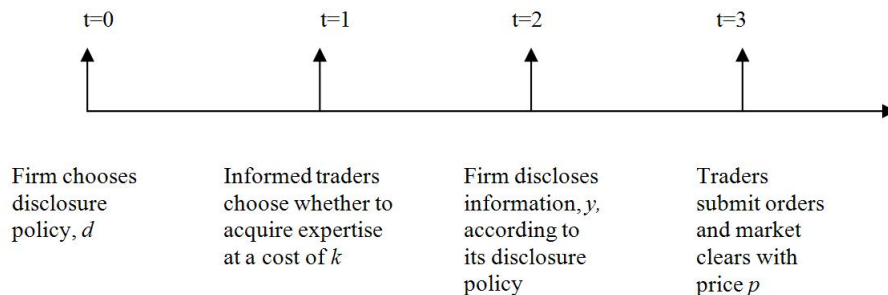 t=0
t=1
t=2
t=3
Firm chooses
disclosure
policy, d
Informed traders
choose whether to
acquire expertise
at a cost of k
Firm discloses
information, y,
according to
its disclosure
policy
Traders
submit orders
and market
clears with
price p